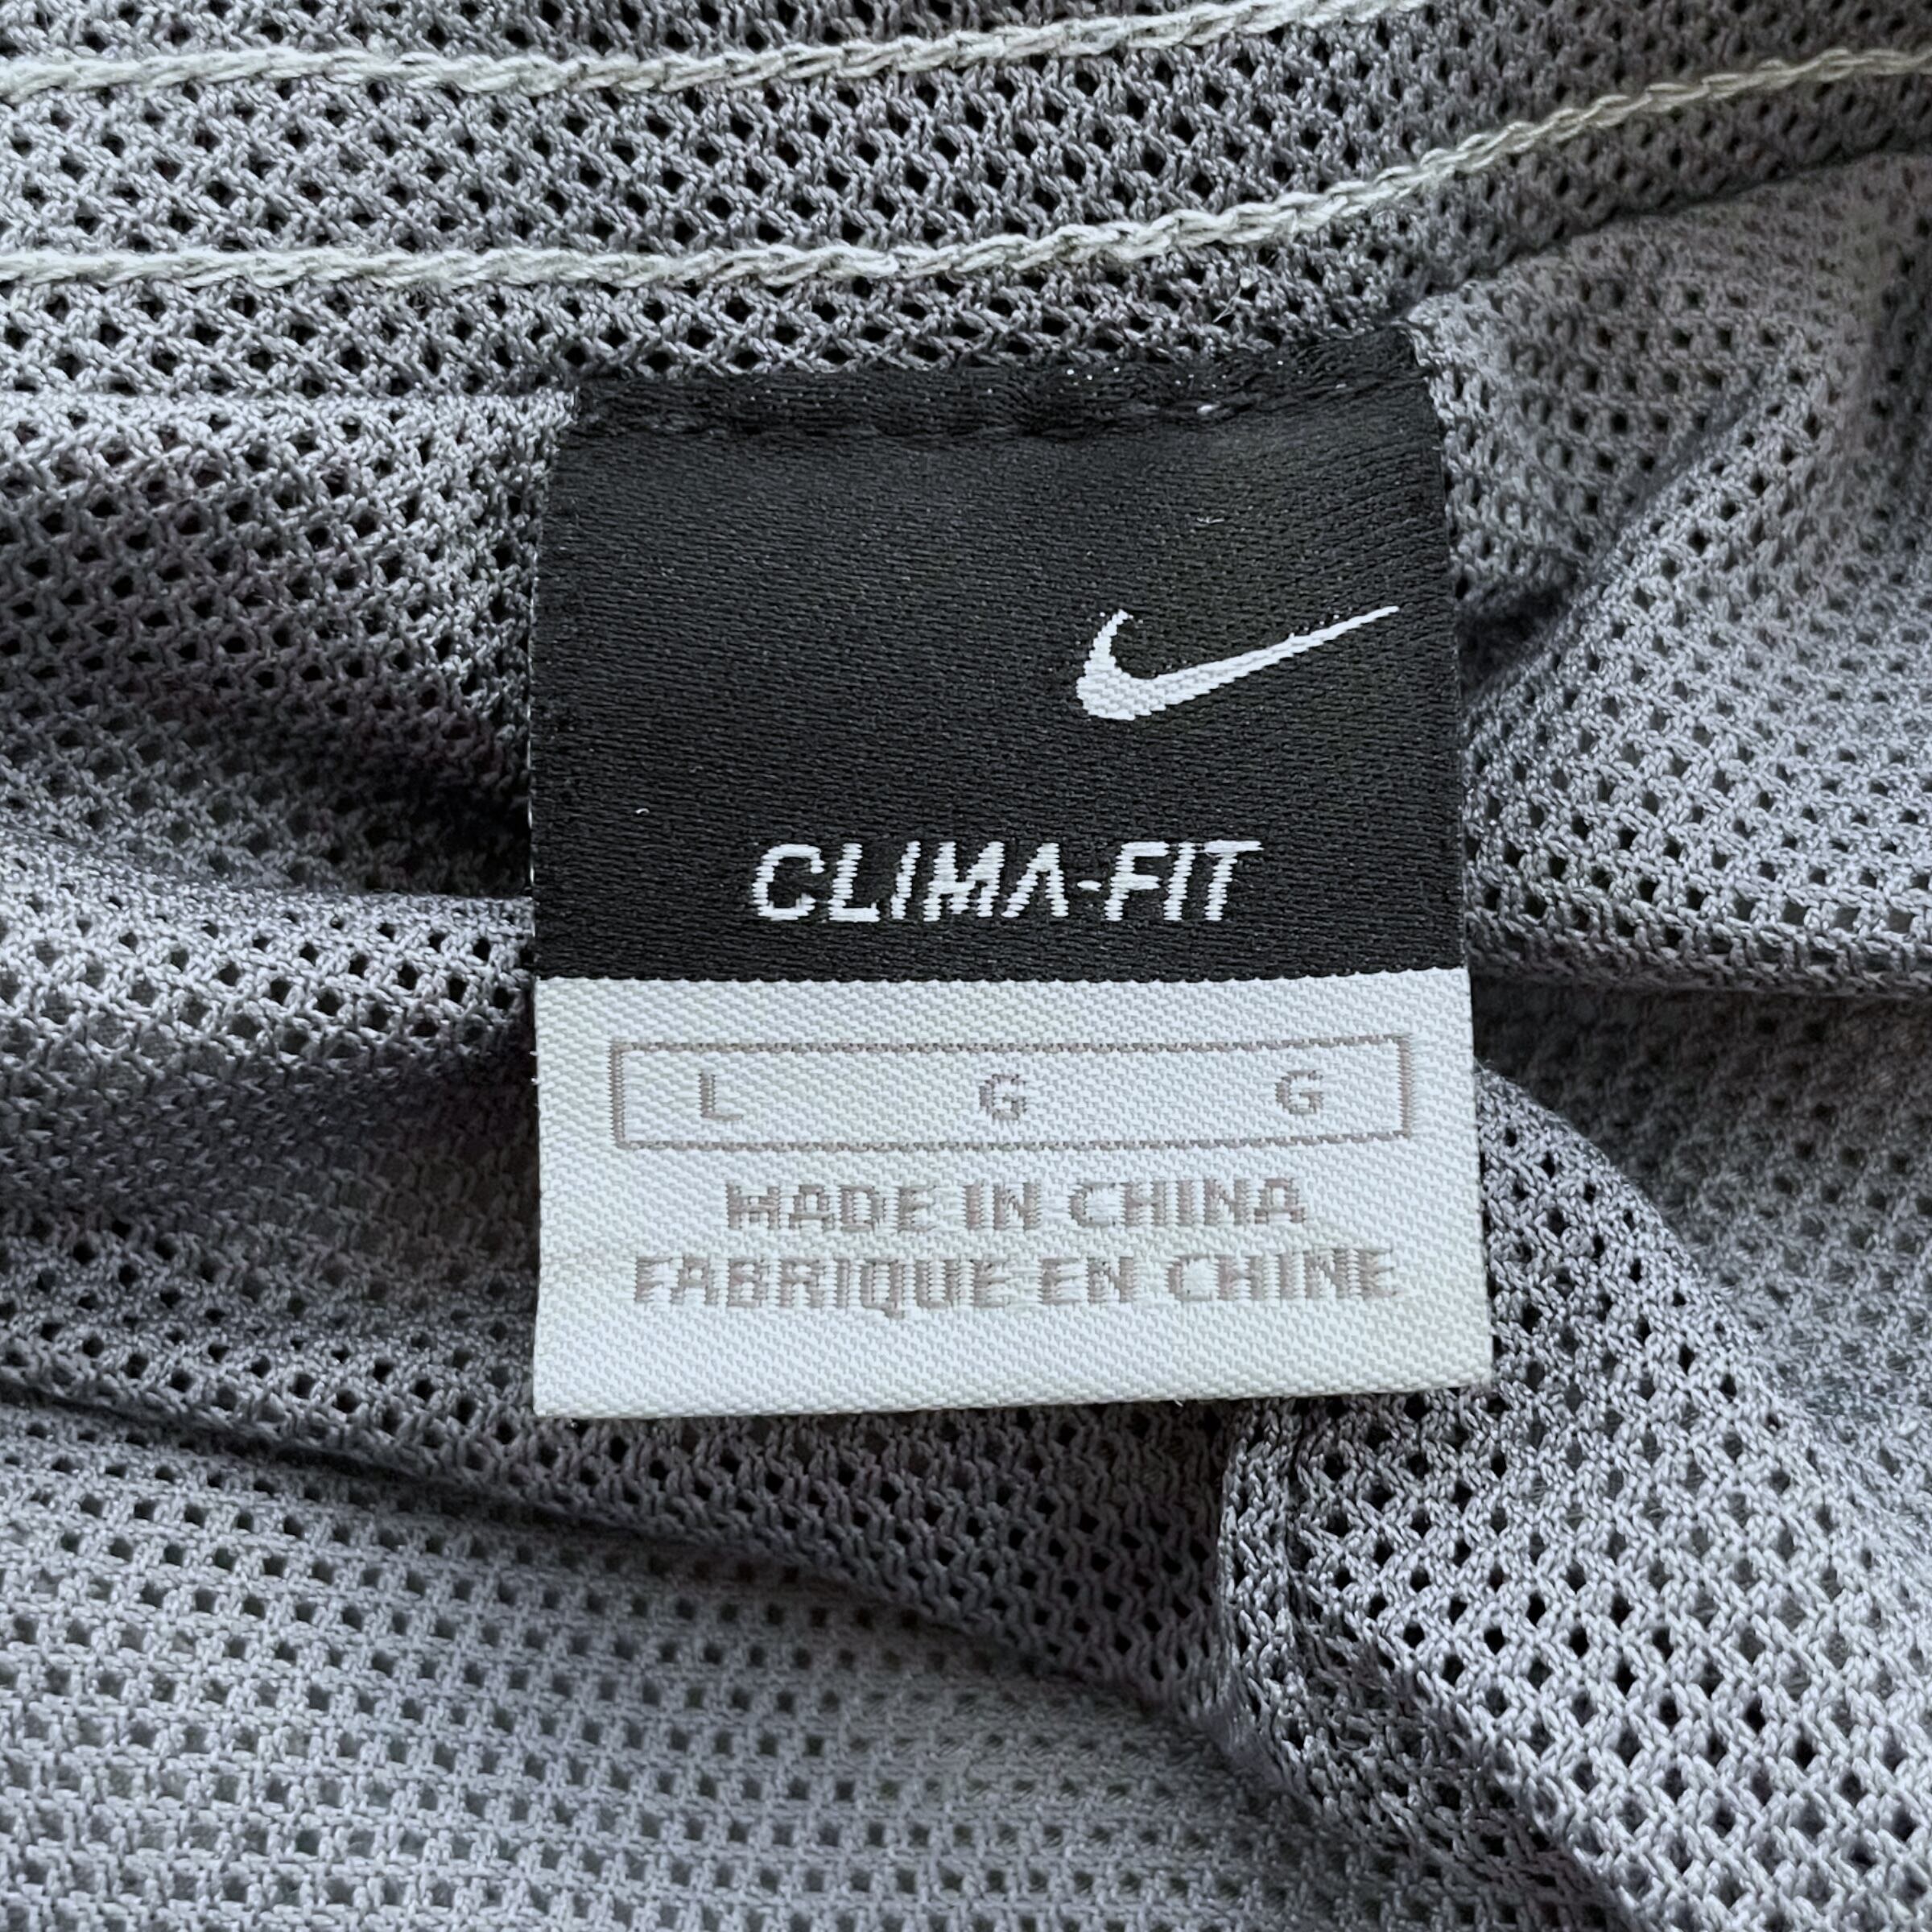 CLIMA-FIT
L G G
MADE IN CHINA
FABRIQUE EN CHINE